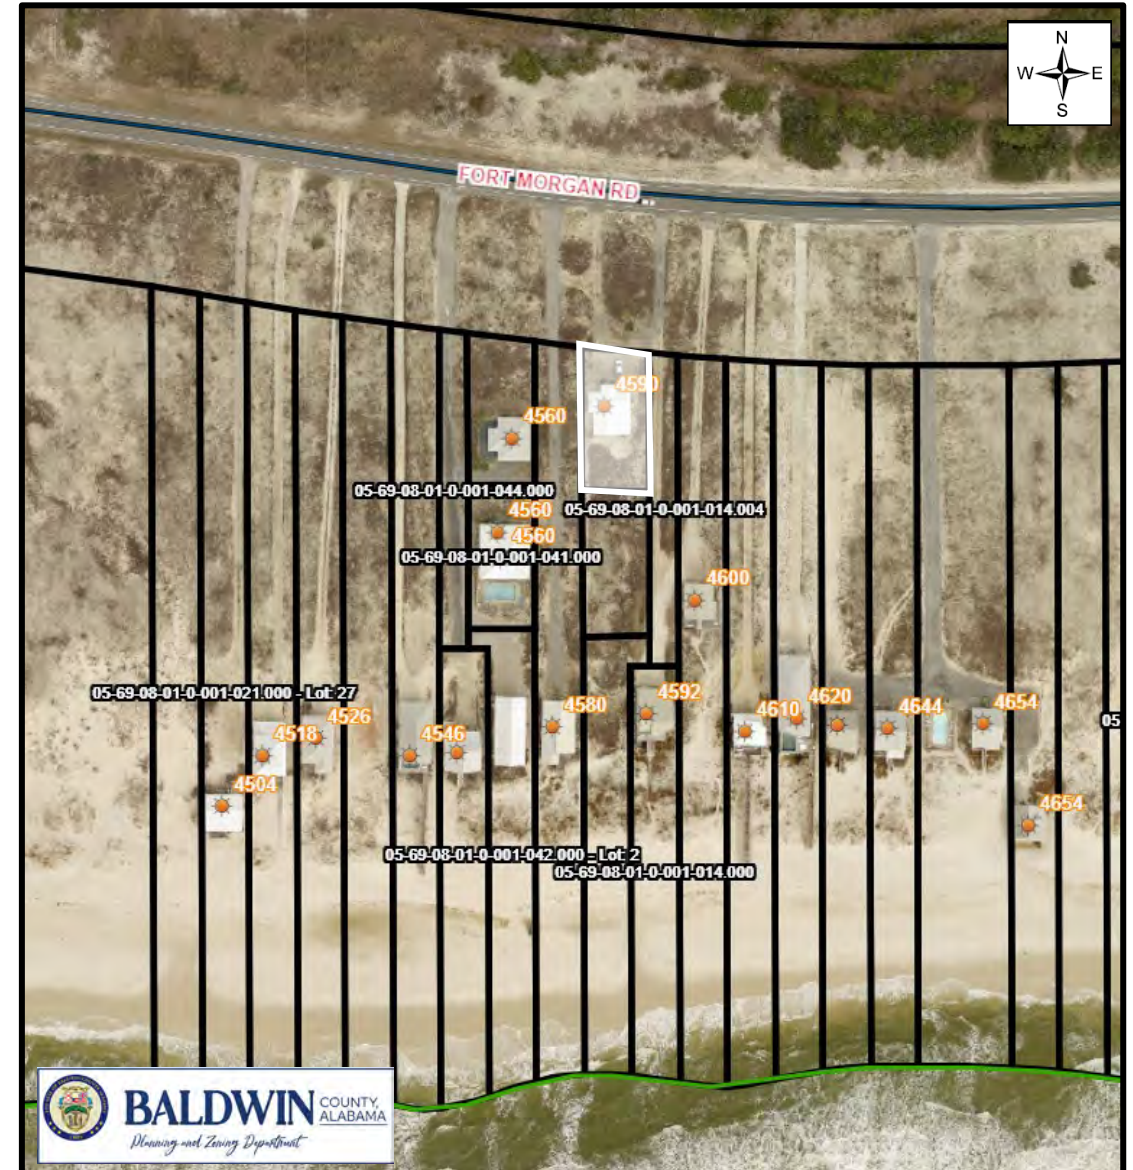 N
W E
S
FORT MORGAN RD
4590
4560
05-69-08-01-0-001-044.000
4560
05-69-08-01-0-001-014.004
4560
05-69-08-01-0-001-041.000
4600
05-69-08-01-0-001-021.000 - Lot: 27
4592
4654
4620
4580
4644
4610
4526
4518
4546
4504
4654
05
05-69-08-01-0-001-042.000 - Lot: 2
05-69-08-01-0-001-014.000
BALDWIN COUNTY,
ALABAMA
Planning and Zoning Department